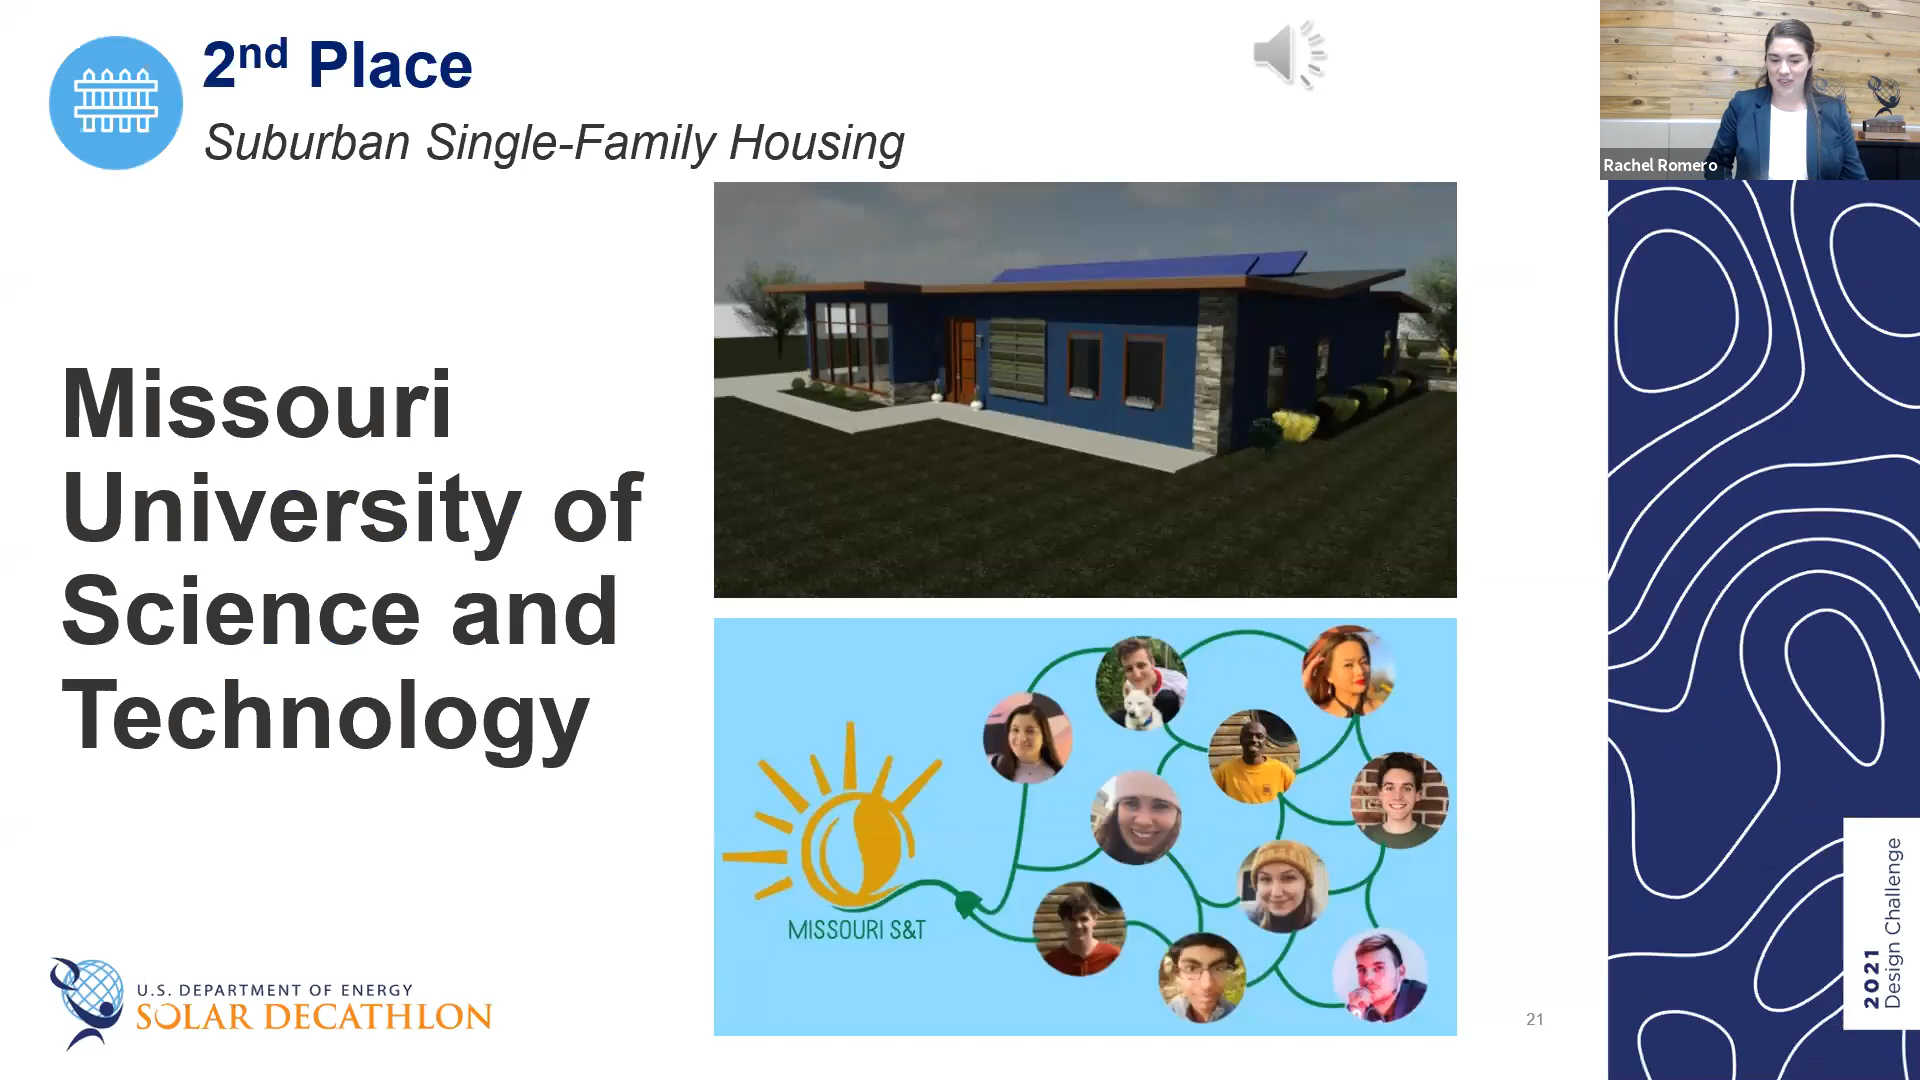 2nd Place
Suburban Single-Family Housing
Rachel Romero
Missouri
University of
Science and
Technology
MISSOURI S&T
U.S. DEPARTMENT OF ENERGY
SOLAR DECATHLON
21
2021
Design Challenge